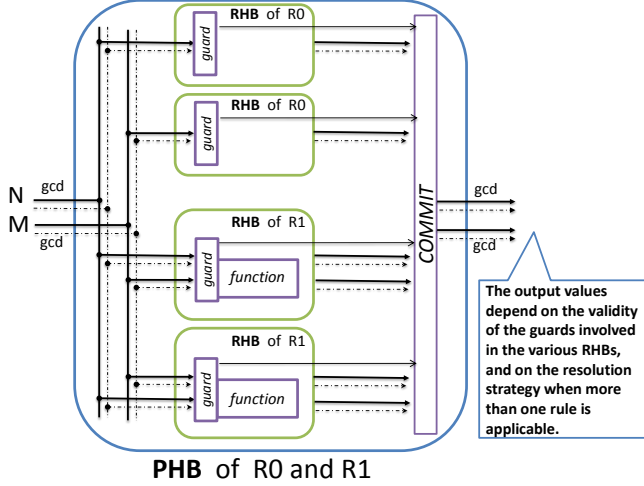 RHB of R0
guard
RHB of R0
guard
N
gcd
M
gcd
RHB of R1
guard
function
RHB of R1
guard
function
COMMIT
gcd
gcd
The output values
depend on the validity
of the guards involved
in the various RHBs,
and on the resolution
strategy when more
than one rule is
applicable.
PHB of R0 and R1